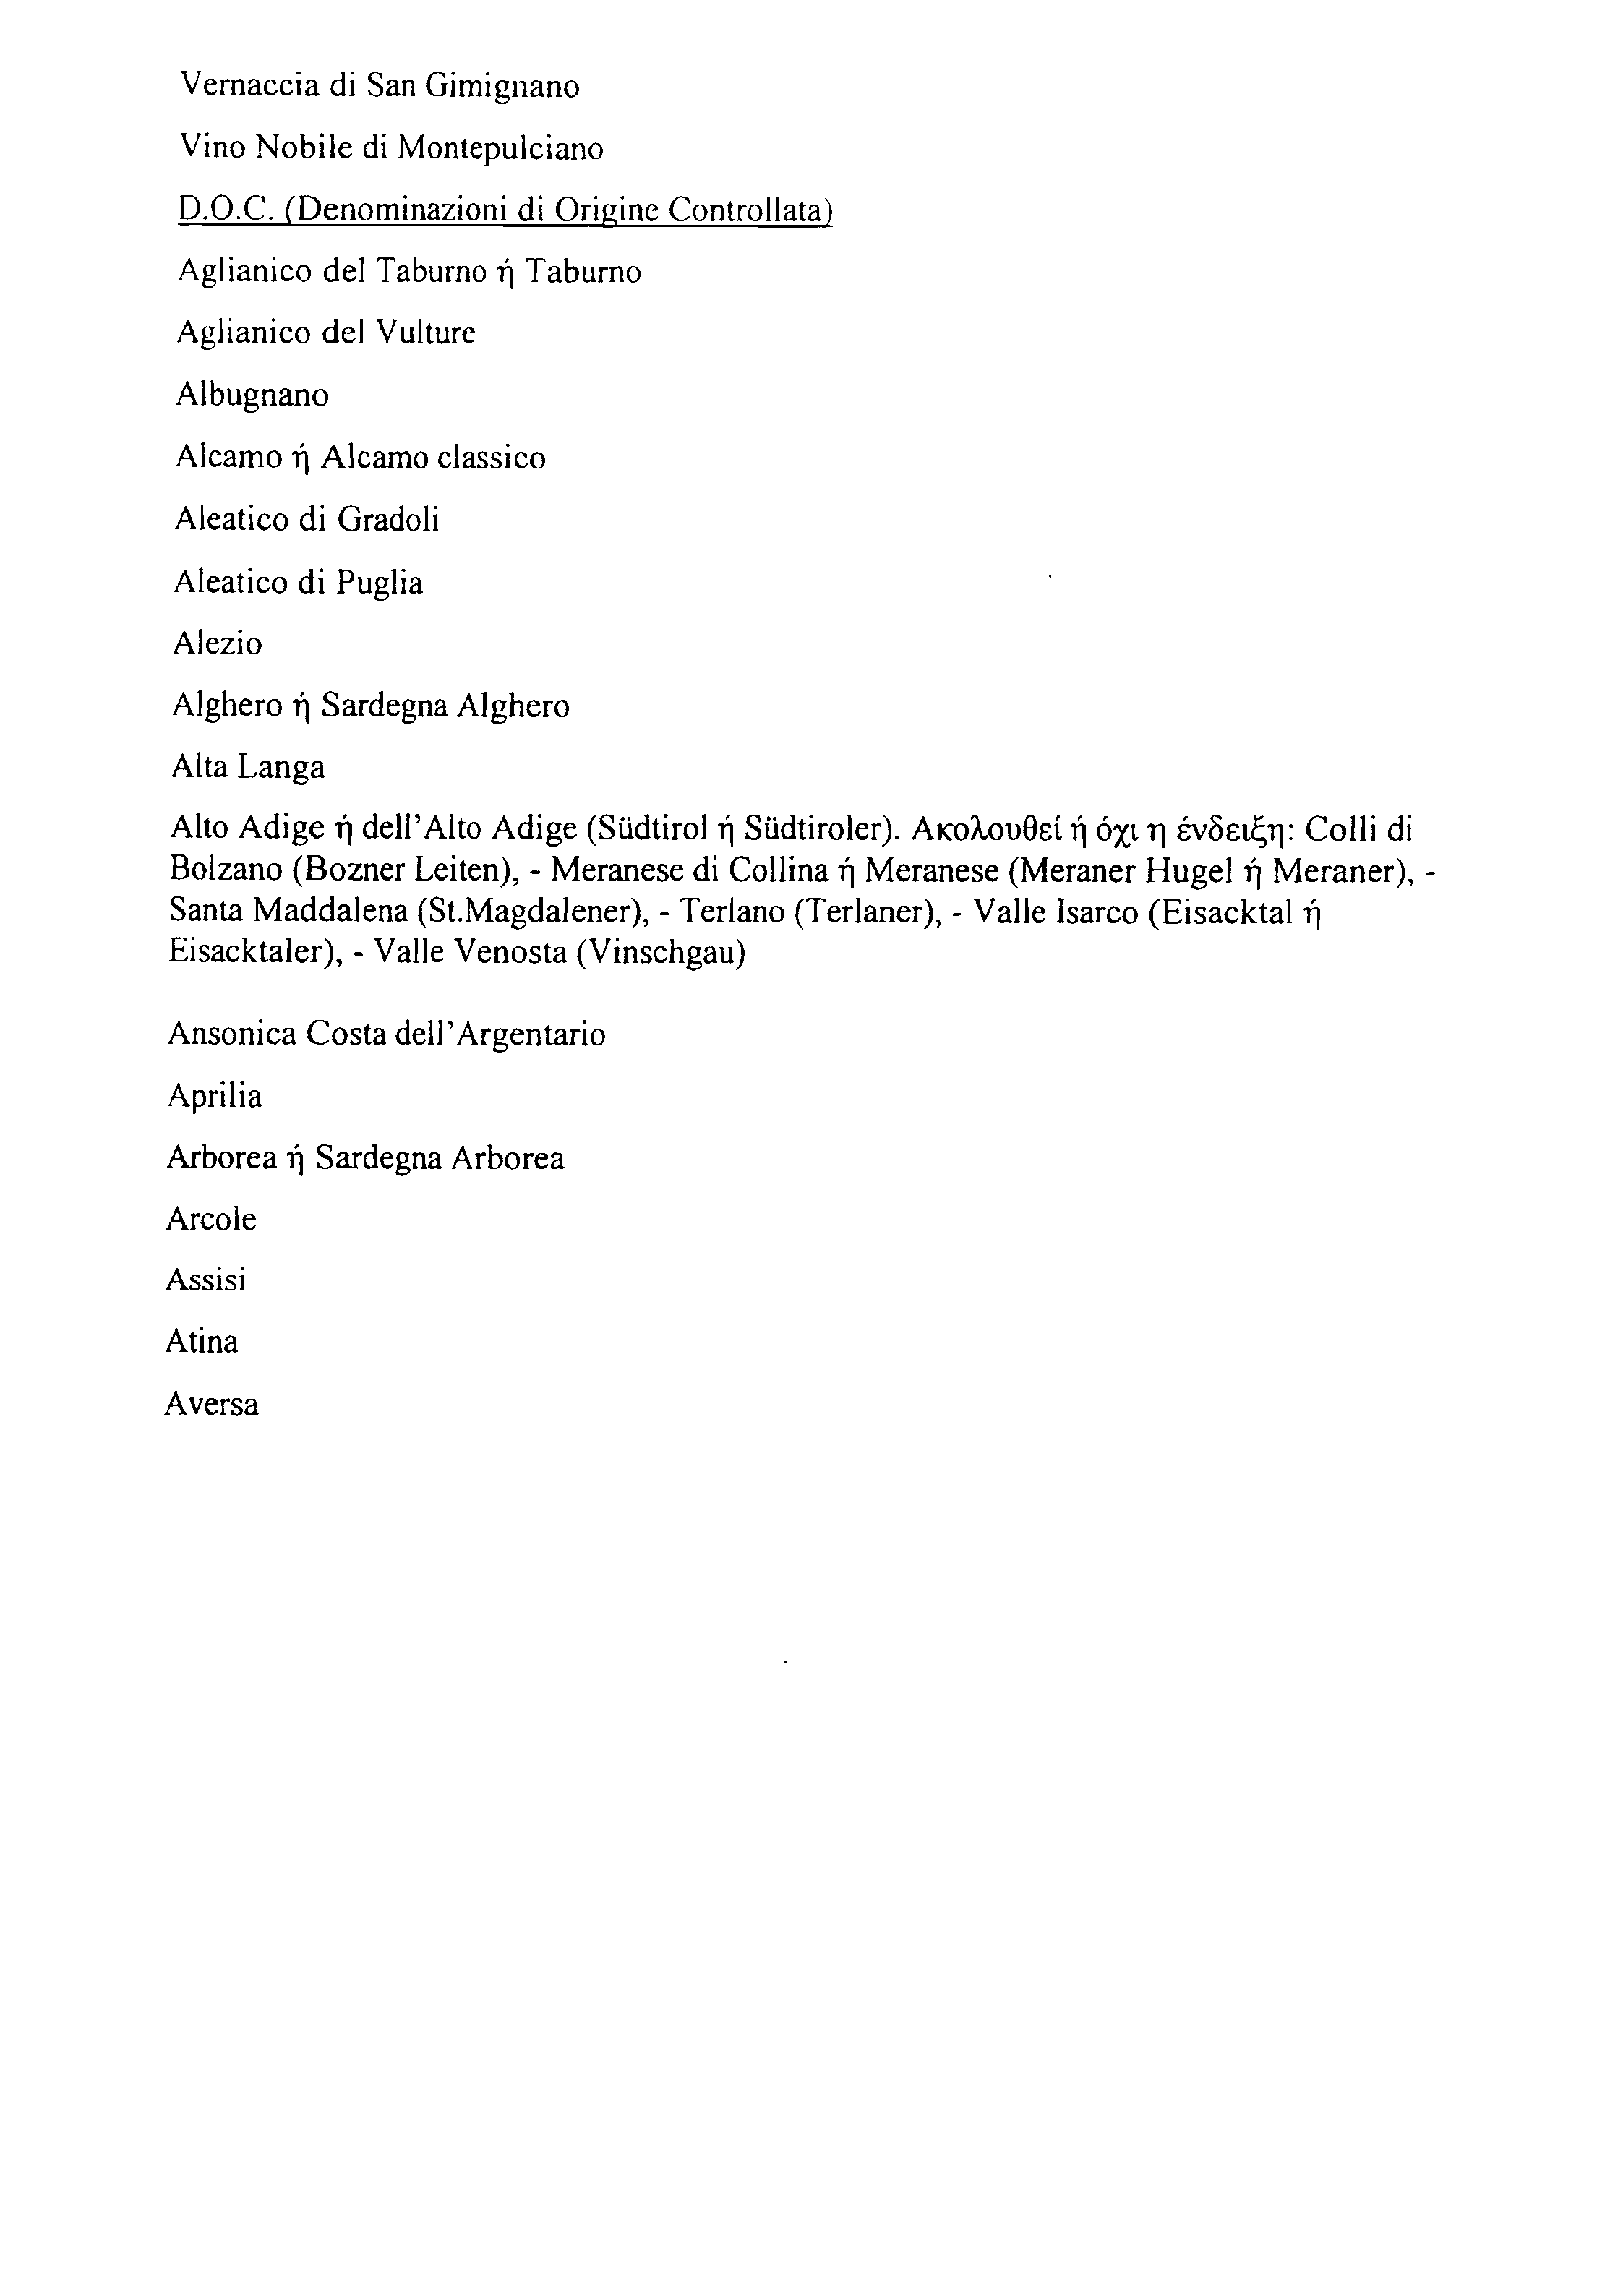 Vernaccia di San Gimignano
Vino Nobile di Montepulciano
D.O.C. (Denominazioni di Origine Controllata)
Aglianico del Taburno ή Taburno
Aglianico del Vulture
Albugnano
Alcamo ή Alcamo classico
Aleatico di Gradoli
Aleatico di Puglia
Alezio
Alghero ή Sardegna Alghero
Alta Langa
Alto Adige ή dell’Alto Adige (Südtirol ή Südtiroler). Ακολουθεί ή όχι η ένδειξη: Colli di
Bolzano (Bozner Leiten), - Meranese di Collina ή Meranese (Meraner Hugel ή Meraner), -
Santa Maddalena (St.Magdalener), - Terlano (Terlaner), - Valle Isarco (Eisacktal ή
Eisacktaler), - Valle Venosta (Vinschgau)
Ansonica Costa dell’Argentario
Aprilia
Arborea ή Sardegna Arborea
Arcole
Assisi
Atina
Aversa